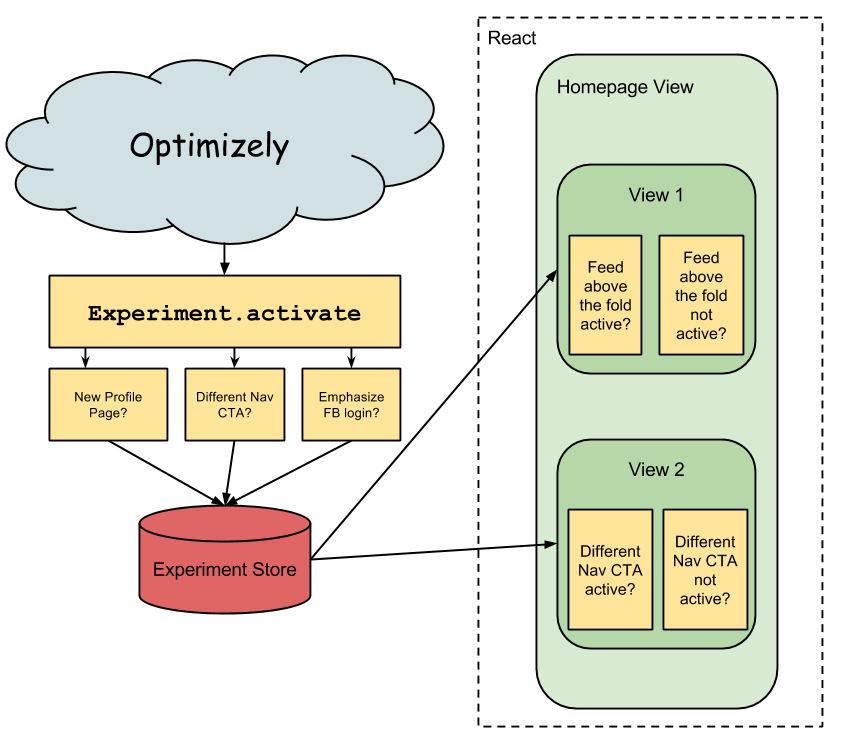 React
Homepage View
Optimizely
View 1
Feed
above
the fold
active?
Feed
above
the fold
not
active?
Experiment.activate
New Profile
Page?
Different Nav
CTA?
Emphasize
FB login?
Experiment Store
View 2
Different
Nav CTA
active?
Different
Nav CTA
not
active?